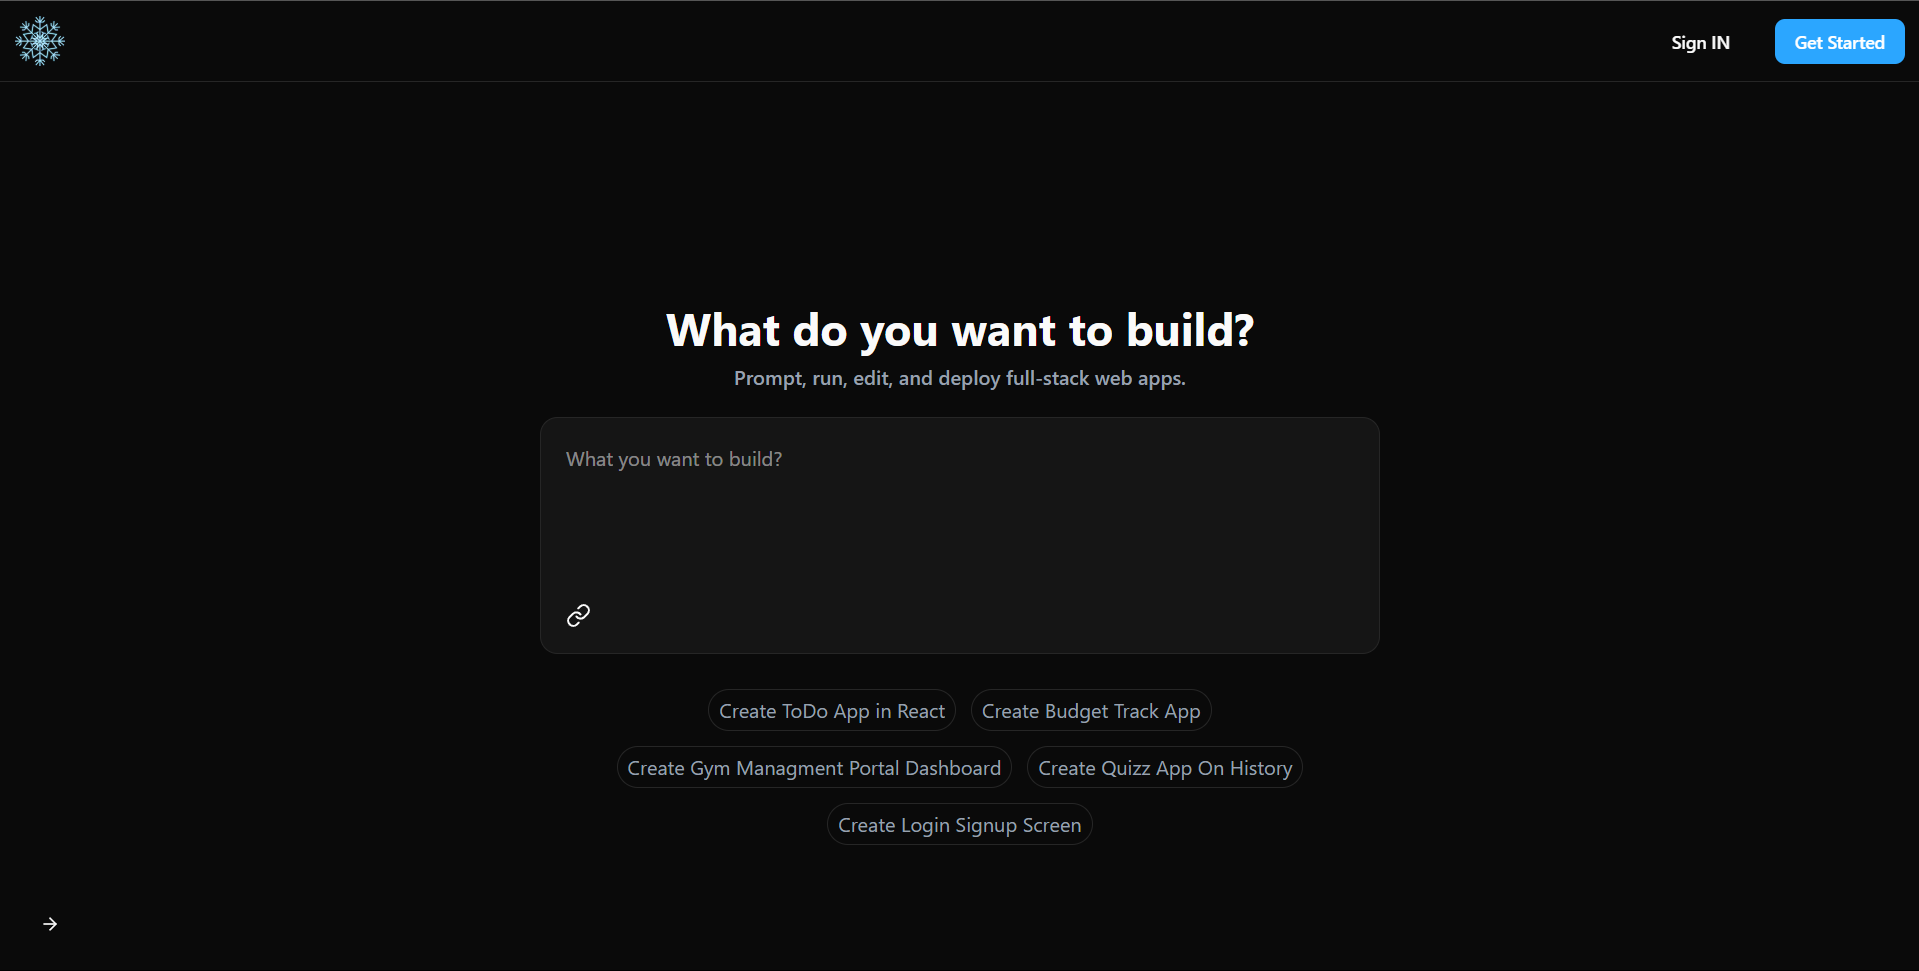 Sign IN
Get Started
What do you want to build?
Prompt, run, edit, and deploy full-stack web apps.
What you want to build?
Create ToDo App in React
Create Budget Track App
Create Gym Managment Portal Dashboard
Create Quizz App On History
Create Login Signup Screen